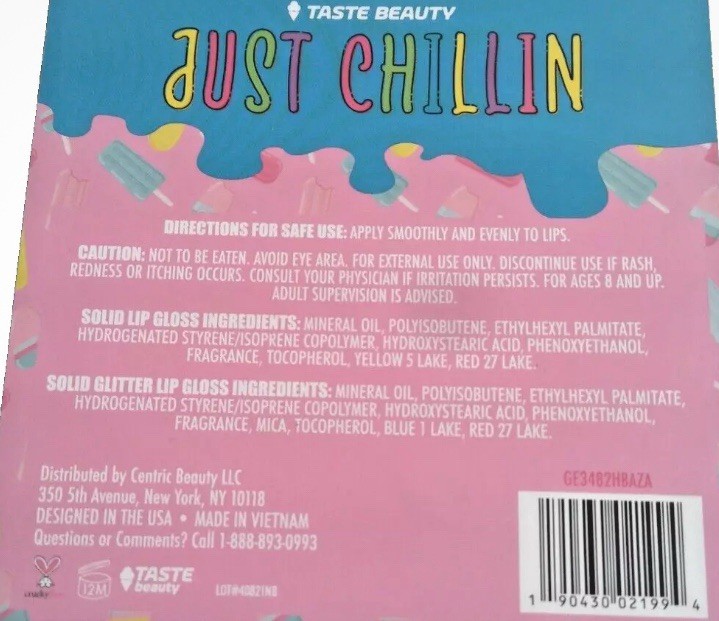 TASTE BEAUTY
JUST CHILLIN
DIRECTIONS FOR SAFE USE: APPLY SMOOTHLY AND EVENLY TO LIPS.
CAUTION: NOT TO BE EATEN. AVOID EYE AREA. FOR EXTERNAL USE ONLY. DISCONTINUE USE IF RASH,
REDNESS OR ITCHING OCCURS. CONSULT YOUR PHYSICIAN IF IRRITATION PERSISTS. FOR AGES 8 AND UP.
ADULT SUPERVISION IS ADVISED.
SOLID LIP GLOSS INGREDIENTS: MINERAL OIL, POLYISOBUTENE, ETHYLHEXYL PALMITATE,
HYDROGENATED STYRENE/ISOPRENE COPOLYMER, HYDROXYSTEARIC ACID, PHENOXYETHANOL,
FRAGRANCE, TOCOPHEROL, YELLOW 5 LAKE, RED 27 LAKE.
SOLID GLITTER LIP GLOSS INGREDIENTS: MINERAL OIL, POLYISOBUTENE, ETHYLHEXYL PALMITATE,
HYDROGENATED STYRENE/ISOPRENE COPOLYMER, HYDROXYSTEARIC ACID, PHENOXYETHANOL,
FRAGRANCE, MICA, TOCOPHEROL, BLUE 1 LAKE, RED 27 LAKE.
Distributed by Centric Beauty LLC
350 5th Avenue, New York, NY 10118
DESIGNED IN THE USA • MADE IN VIETNAM
Questions or Comments? Call 1-888-893-0993
GE3482HBAZA
12M
TASTE
beauty
1 90430 02199 4